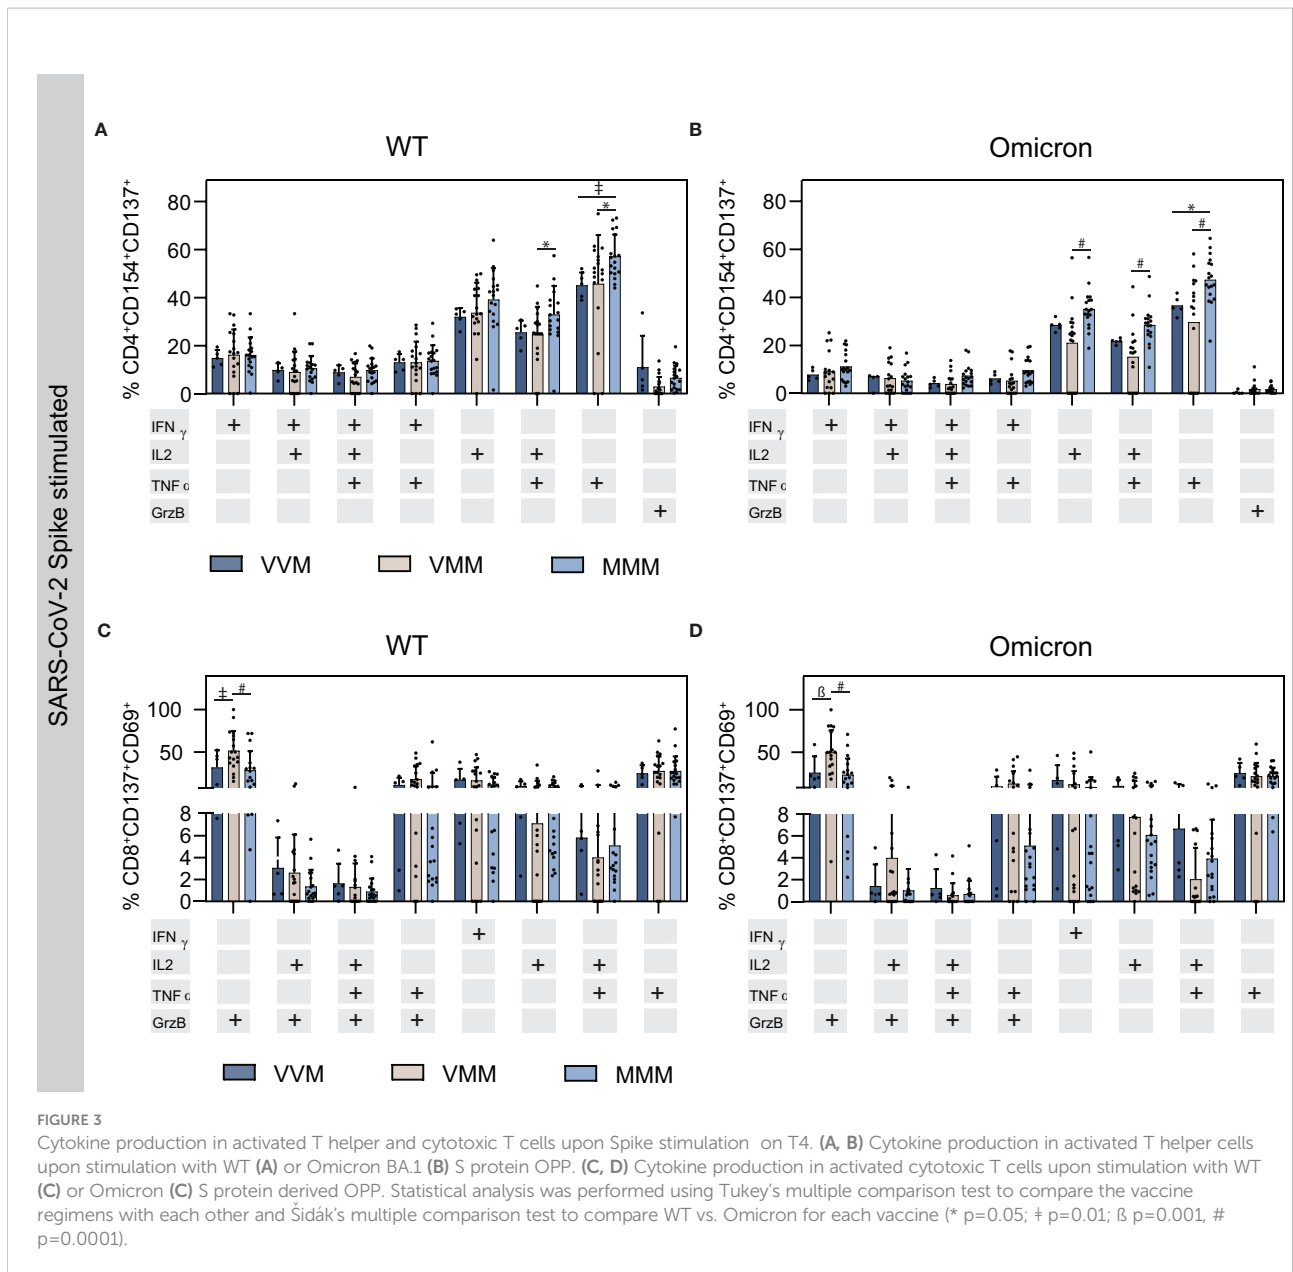 SARS-CoV-2 Spike stimulated
A
WT
% CD4⁺CD154⁺CD137⁺
80
60
40
20
0
‡
*
*
IFN γ + + + +
IL2 + + + +
TNF α + + + +
GrzB +
B
Omicron
% CD4⁺CD154⁺CD137⁺
80
60
40
20
0
#
#
*
#
IFN γ + + + +
IL2 + + + +
TNF α + + + +
GrzB +
VVM VMM MMM
C
WT
% CD8⁺CD137⁺CD69⁺
100
50
8
6
4
2
0
‡ #
IFN γ +
IL2 + + + +
TNF α + + + +
GrzB + + + +
D
Omicron
% CD8⁺CD137⁺CD69⁺
100
50
8
6
4
2
0
ß #
IFN γ +
IL2 + + + +
TNF α + + + +
GrzB + + + +
VVM VMM MMM
FIGURE 3
Cytokine production in activated T helper and cytotoxic T cells upon Spike stimulation on T4. (A, B) Cytokine production in activated T helper cells
upon stimulation with WT (A) or Omicron BA.1 (B) S protein OPP. (C, D) Cytokine production in activated cytotoxic T cells upon stimulation with WT
(C) or Omicron (C) S protein derived OPP. Statistical analysis was performed using Tukey's multiple comparison test to compare the vaccine
regimens with each other and Šidák's multiple comparison test to compare WT vs. Omicron for each vaccine (* p=0.05; ‡ p=0.01; ß p=0.001, #
p=0.0001).